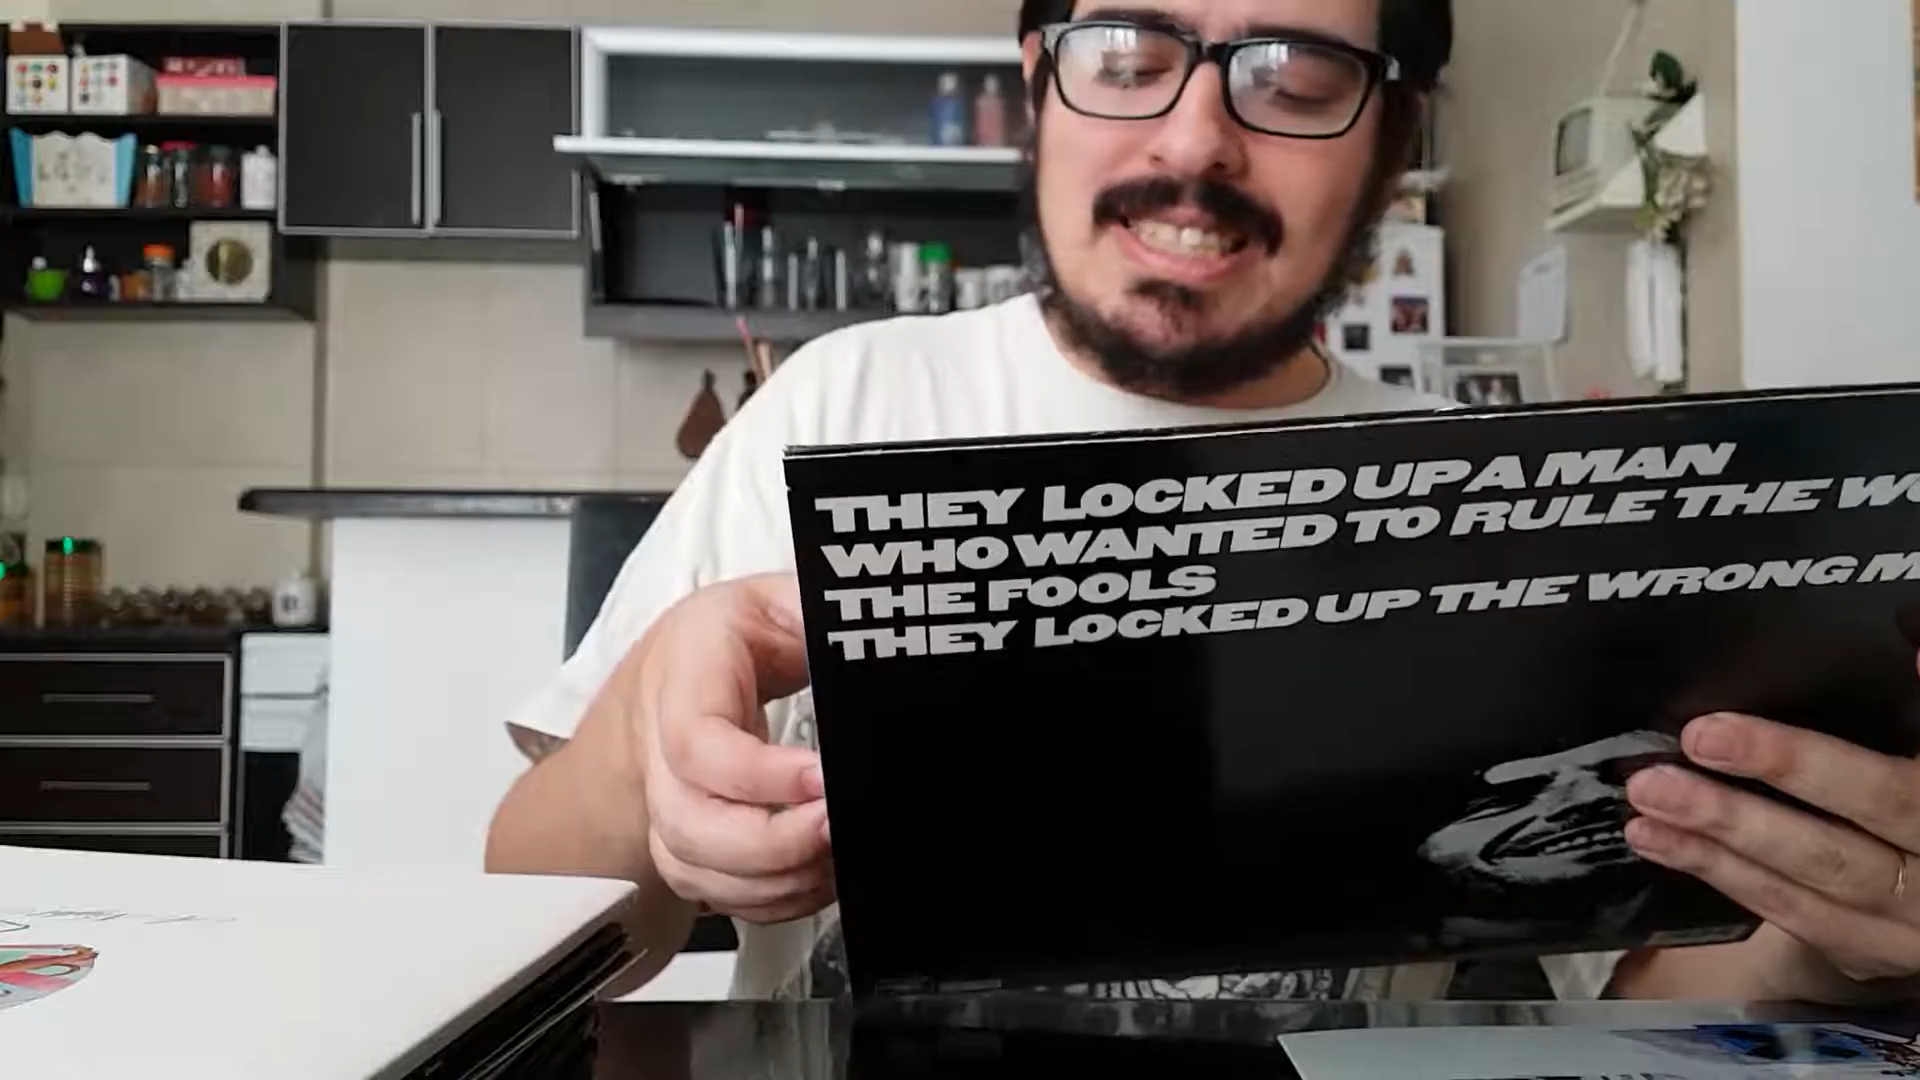 THEY LOCKED UP A MAN
WHO WANTED TO RULE THE
THE FOOLS
THEY LOCKED UP THE WRONG